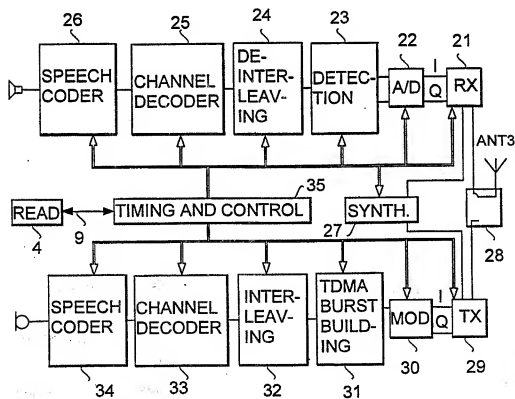 26
25
24
23
22
21
SPEECH
CODER
CHANNEL
DECODER
DE-
INTER-
LEAV-
ING
DETEC-
TION
A/D
I
Q
RX
ANT3
35
READ
TIMING AND CONTROL
SYNTH.
4
9
27
28
SPEECH
CODER
CHANNEL
DECODER
INTER-
LEAV-
ING
TDMA
BURST
BUILD-
ING
MOD
I
Q
TX
34
33
32
31
30
29